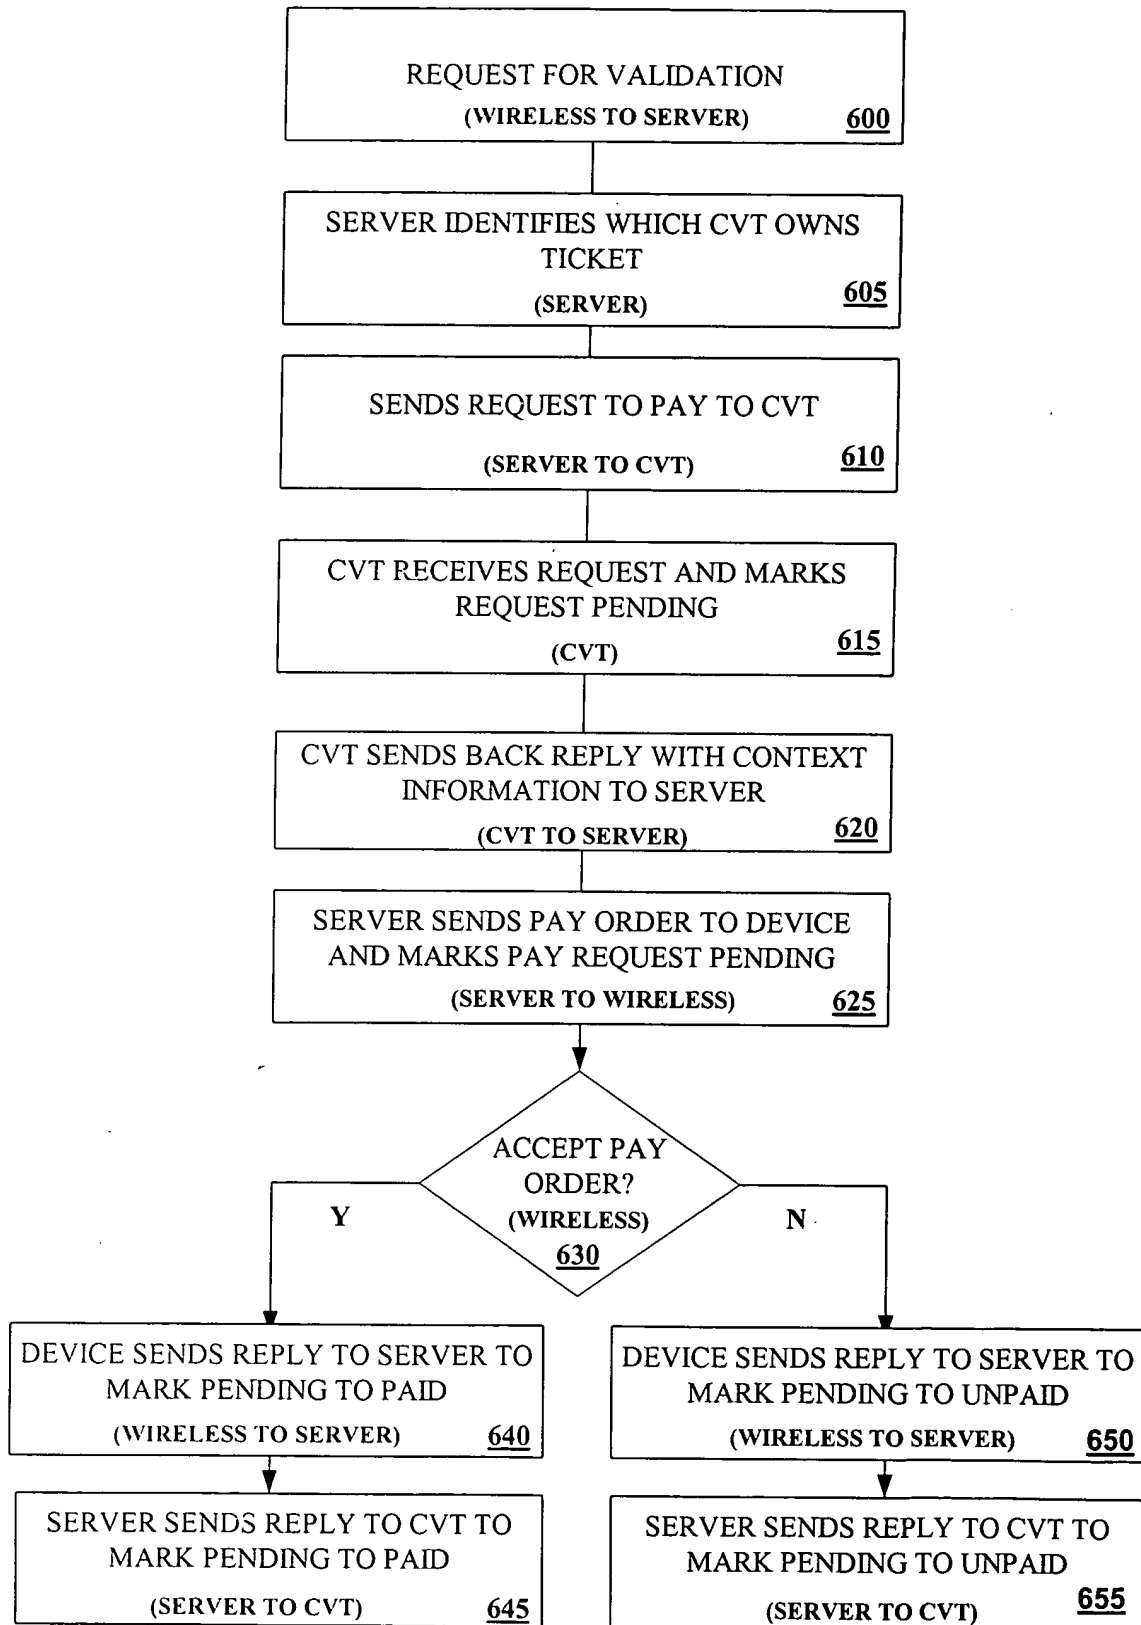 REQUEST FOR VALIDATION
(WIRELESS TO SERVER)
600
SERVER IDENTIFIES WHICH CVT OWNS
TICKET
(SERVER)
605
SENDS REQUEST TO PAY TO CVT
(SERVER TO CVT)
610
CVT RECEIVES REQUEST AND MARKS
REQUEST PENDING
(CVT)
615
CVT SENDS BACK REPLY WITH CONTEXT
INFORMATION TO SERVER
(CVT TO SERVER)
620
SERVER SENDS PAY ORDER TO DEVICE
AND MARKS PAY REQUEST PENDING
(SERVER TO WIRELESS)
625
ACCEPT PAY
ORDER?
(WIRELESS)
630
Y
N
DEVICE SENDS REPLY TO SERVER TO
MARK PENDING TO PAID
(WIRELESS TO SERVER)
640
DEVICE SENDS REPLY TO SERVER TO
MARK PENDING TO UNPAID
(WIRELESS TO SERVER)
650
SERVER SENDS REPLY TO CVT TO
MARK PENDING TO PAID
(SERVER TO CVT)
645
SERVER SENDS REPLY TO CVT TO
MARK PENDING TO UNPAID
(SERVER TO CVT)
655